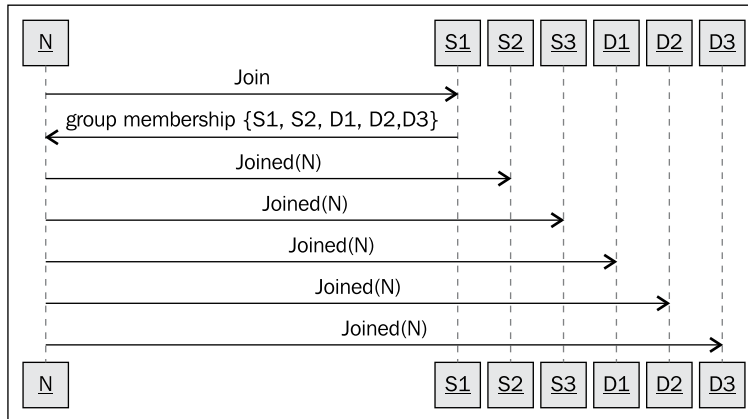 N S1 S2 S3 D1 D2 D3
Join
group membership {S1, S2, D1, D2,D3}
Joined(N)
Joined(N)
Joined(N)
Joined(N)
Joined(N)
N S1 S2 S3 D1 D2 D3